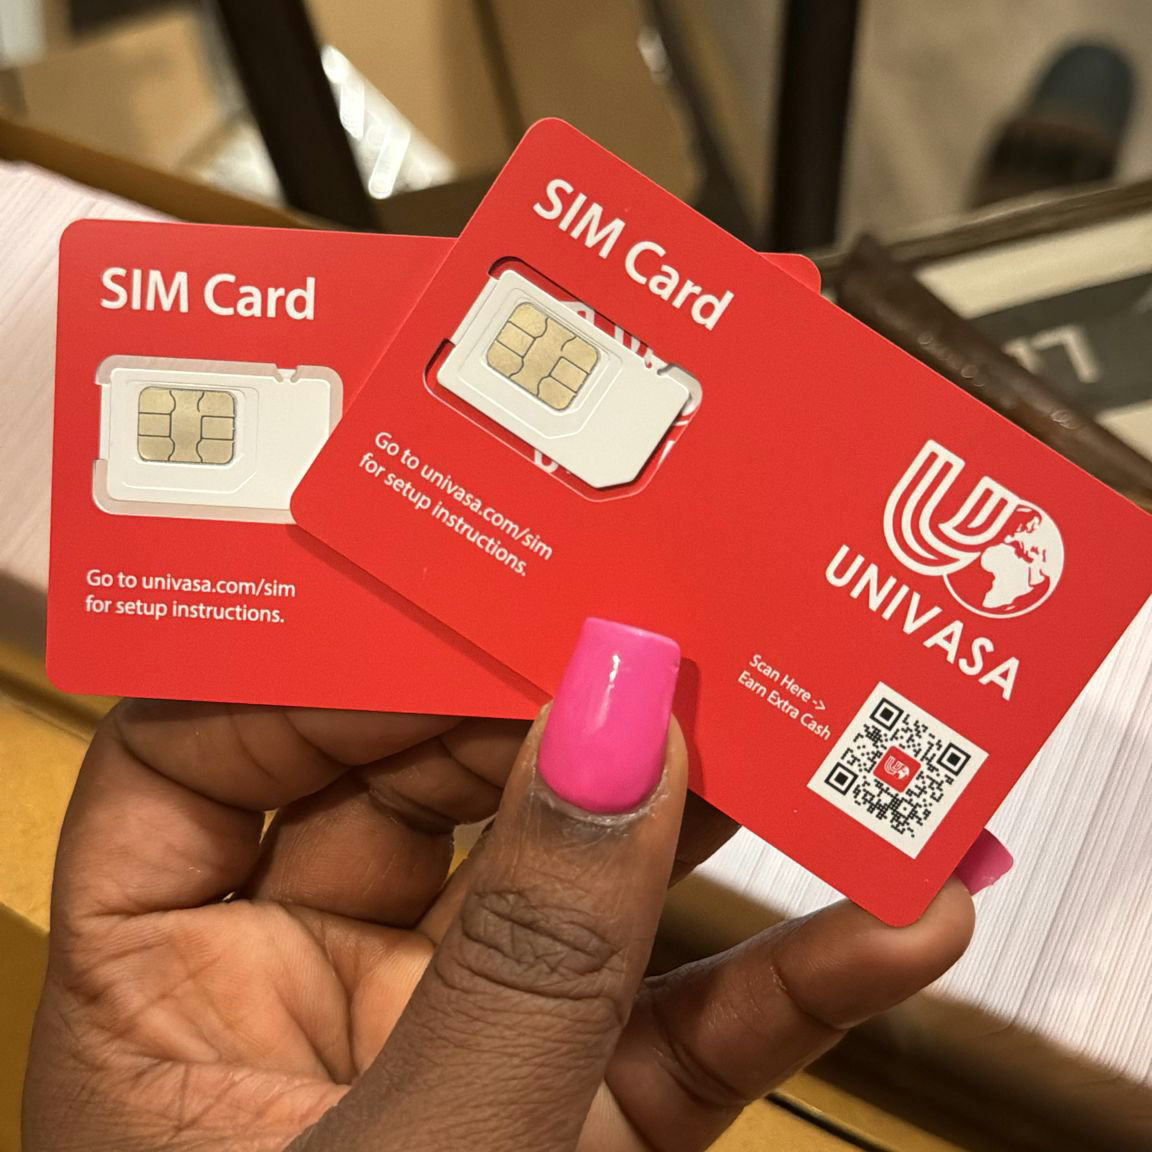 SIM Card
Go to univasa.com/sim
for setup instructions.
SIM Card
Go to univasa.com/sim
for setup instructions.
UNIVASA
Scan Here ->
Earn Extra Cash